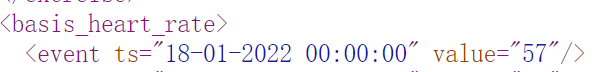 <basis_heart_rate>
<event ts="18-01-2022 00:00:00" value="57"/>